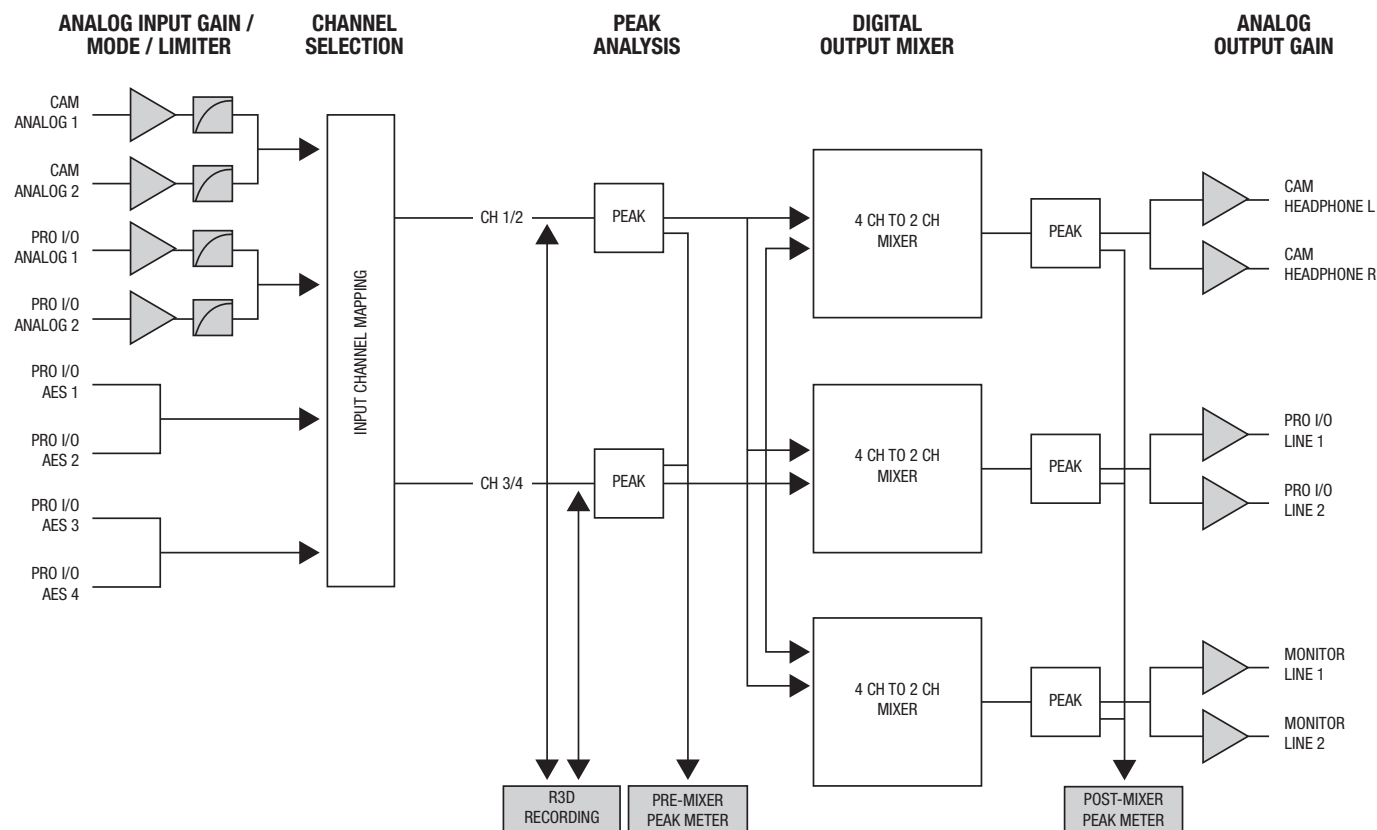 ANALOG INPUT GAIN /
MODE / LIMITER
CHANNEL
SELECTION
PEAK
ANALYSIS
DIGITAL
OUTPUT MIXER
ANALOG
OUTPUT GAIN
CAM
ANALOG 1
CAM
ANALOG 2
PRO I/O
ANALOG 1
PRO I/O
ANALOG 2
PRO I/O
AES 1
PRO I/O
AES 2
PRO I/O
AES 3
PRO I/O
AES 4
INPUT CHANNEL MAPPING
CH 1/2
CH 3/4
PEAK
PEAK
R3D
RECORDING
PRE-MIXER
PEAK METER
4 CH TO 2 CH
MIXER
4 CH TO 2 CH
MIXER
4 CH TO 2 CH
MIXER
PEAK
PEAK
PEAK
POST-MIXER
PEAK METER
CAM
HEADPHONE L
CAM
HEADPHONE R
PRO I/O
LINE 1
PRO I/O
LINE 2
MONITOR
LINE 1
MONITOR
LINE 2